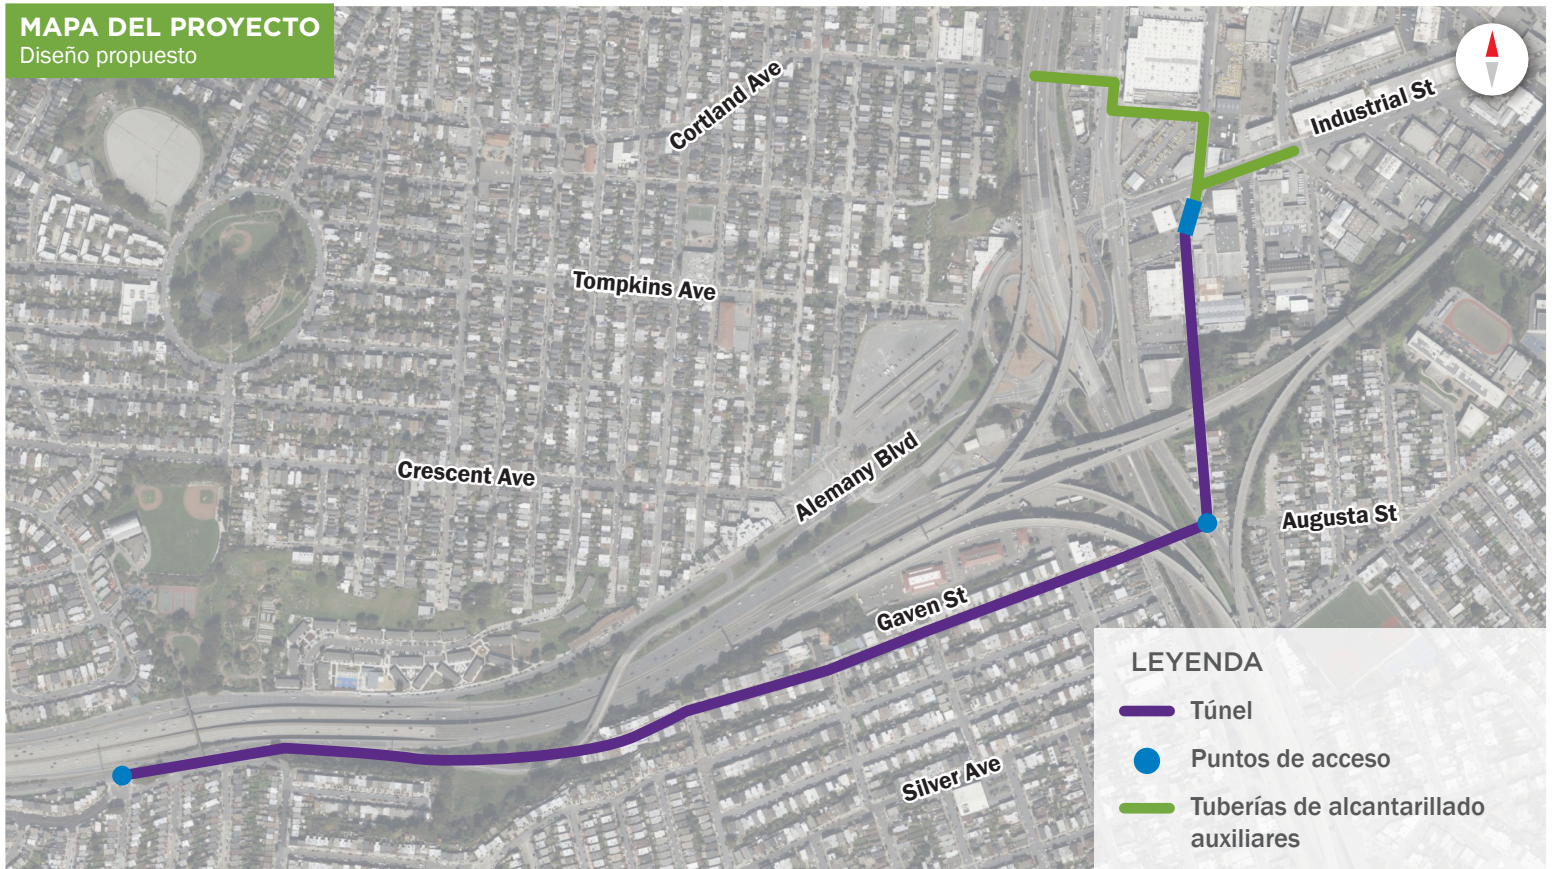 MAPA DEL PROYECTO
Diseño propuesto
Cortland Ave
Industrial St
Tompkins Ave
Crescent Ave
Alemany Blvd
Augusta St
Gaven St
Silver Ave
LEYENDA
Túnel
Puntos de acceso
Tuberías de alcantarillado
auxiliares